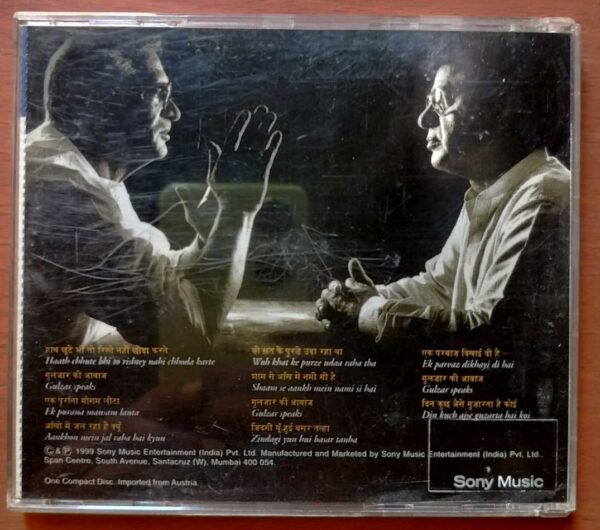 हाथ छुटे भी तो रिश्ते नहीं छोडा करते
Haath chhute bhi to rishtey nahi chhoda karte
गुलज़ार की आवाज
Gulzar speaks
एक पुराना मौसम लौटा
Ek purana mausam lauta
आँखों में जल रहा है क्यूँ
Aankhon mein jal raha hai kyun
वो ख़त के पुरज़े उडा रहा था
Woh khat ke purze udaa raha tha
शाम से आँख में नमी सी है
Shaam se aankh mein nami si hai
गुलज़ार की आवाज
Gulzar speaks
ज़िंदगी यूँ हुई बसर तन्हा
Zindagi yun hui basar tanha
एक परवाज दिखाई दी है
Ek parvaz dikhayi di hai
गुलज़ार की आवाज
Gulzar speaks
दिन कुछ ऐसे गुज़ारता है कोई
Din kuch aise guzarta hai koi
© & ℗ 1999 Sony Music Entertainment (India) Pvt. Ltd. Manufactured and Marketed by Sony Music Entertainment (India) Pvt. Ltd.,
Span Centre, South Avenue, Santacruz (W), Mumbai 400 054.
One Compact Disc. Imported from Austria.
Sony Music